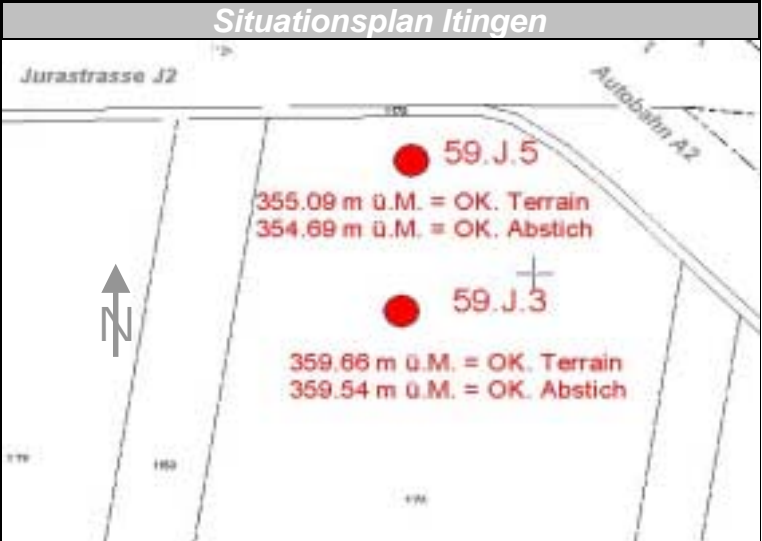 Situationsplan Itingen
Jurastrasse J2
Autobahn A2
59.J.5
355.09 m ü.M. = OK. Terrain
354.69 m ü.M. = OK. Abstich
59.J.3
N
359.66 m ü.M. = OK. Terrain
359.54 m ü.M. = OK. Abstich